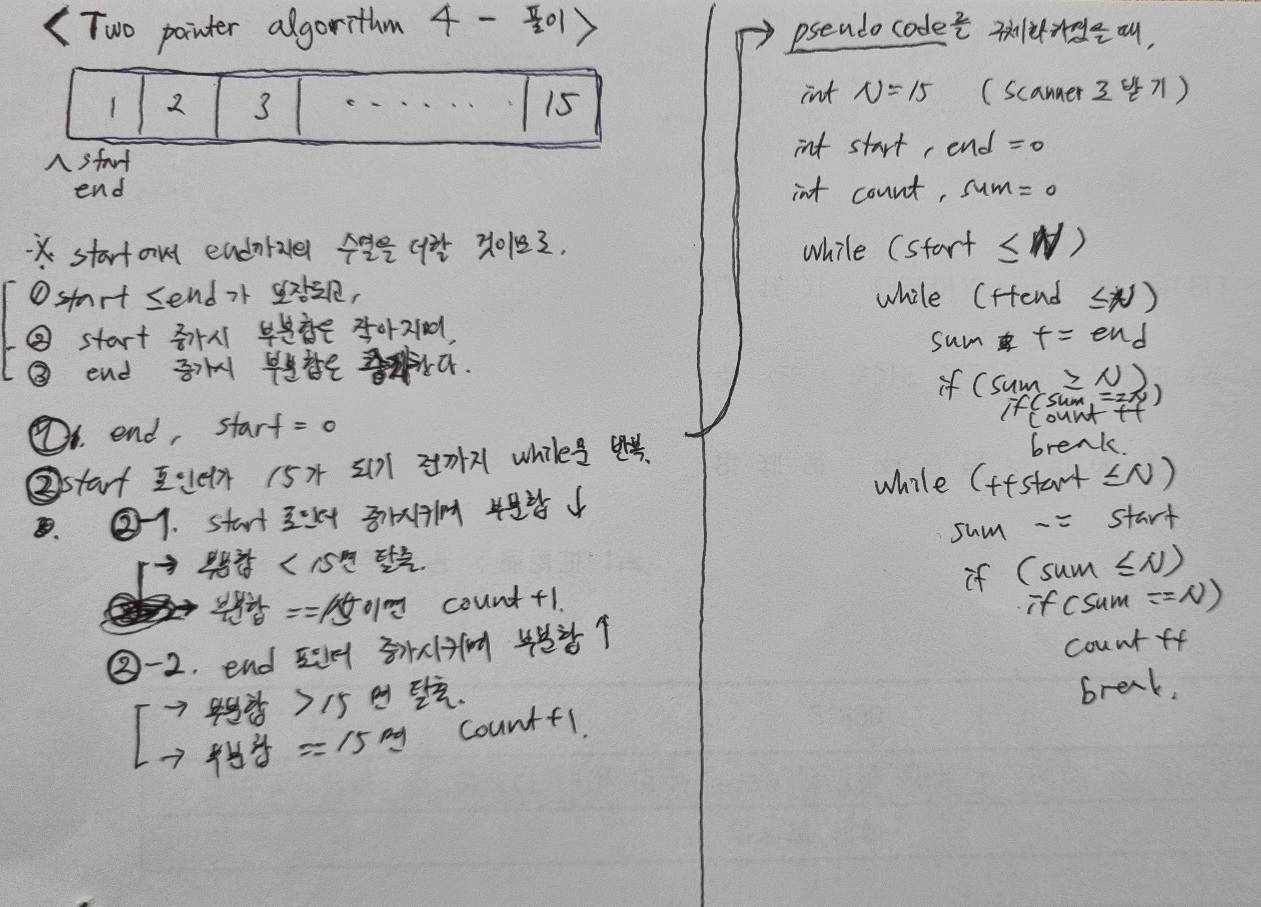 < Two pointer algorithm 4 - 풀이 >
1 2 3 ........ 15
^ start
end
※ start에서 end까지의 수열을 더할 것이므로,
① start ≤ end가 보장되고,
② start 증가시 부분합은 작아지며,
③ end 증가시 부분합은 증가한다.
①. end, start = 0
② start 포인터가 15가 되기 전까지 while문 반복.
②-1. start 포인터 증가시키며 부분합 ↓
→ 부분합 < 15면 탈출.
→ 부분합 == 15이면 count+1.
②-2. end 포인터 증가시키며 부분합 ↑
→ 부분합 > 15면 탈출.
→ 부분합 == 15면 count+1.
→ pseudo code를 구체화하였을 때,
int N=15 (scanner로 받기)
int start, end = 0
int count, sum = 0
while (start ≤ N)
while (++end ≤ N)
sum += end
if (sum ≥ N)
if (sum == N)
count ++
break.
while (++start ≤ N)
sum -= start
if (sum ≤ N)
if (sum == N)
count ++
break.